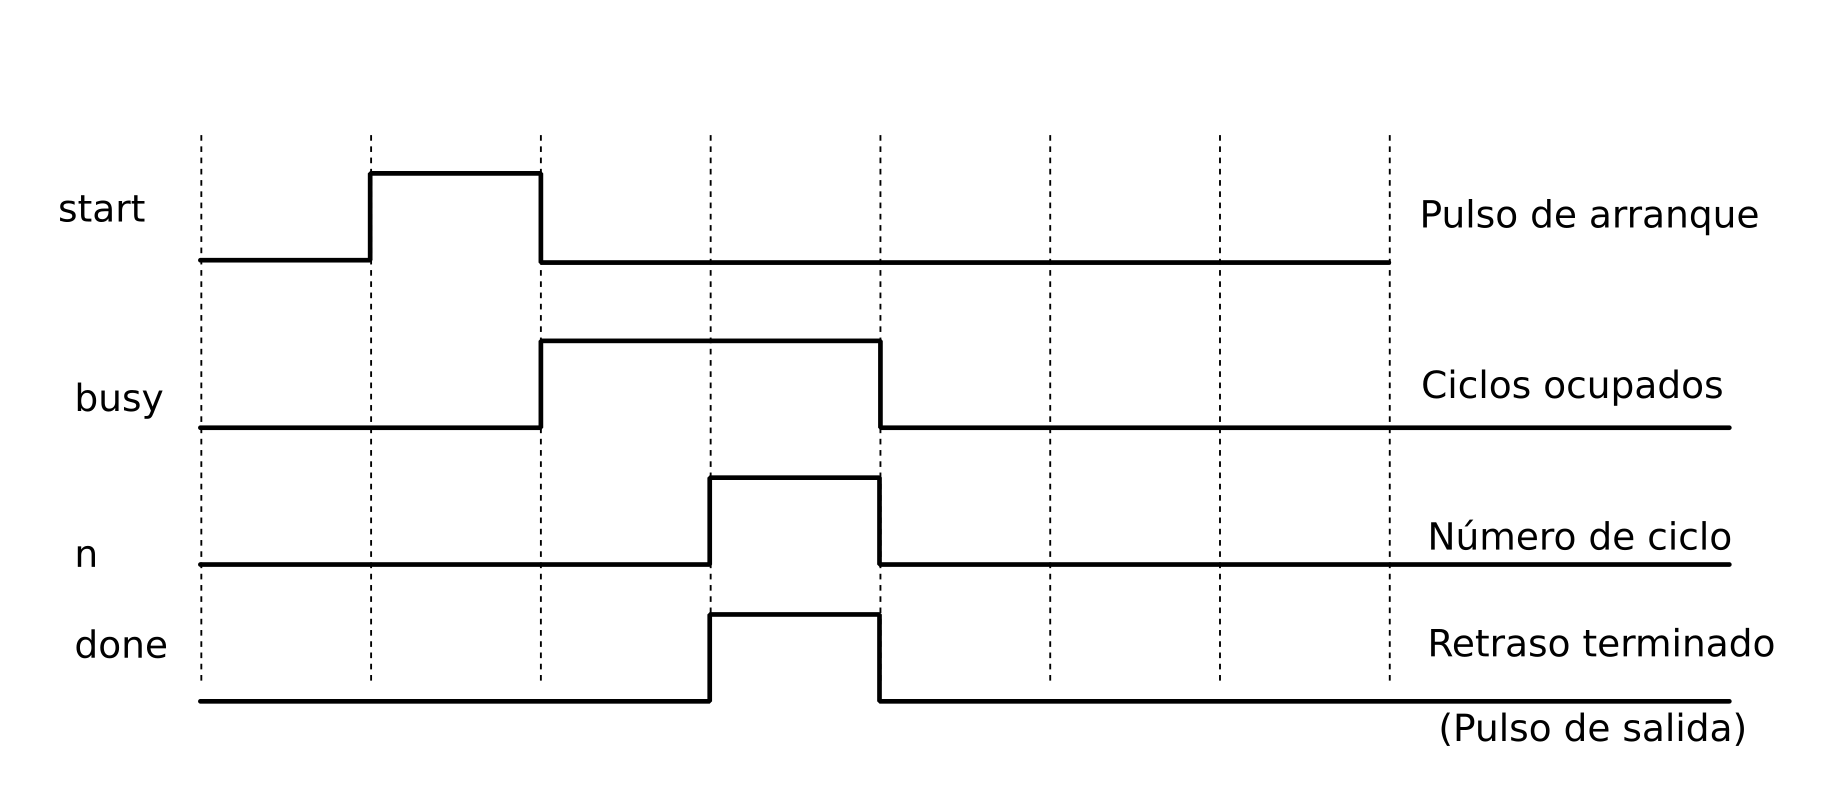 start
Pulso de arranque
busy
Ciclos ocupados
n
Número de ciclo
done
Retraso terminado
(Pulso de salida)